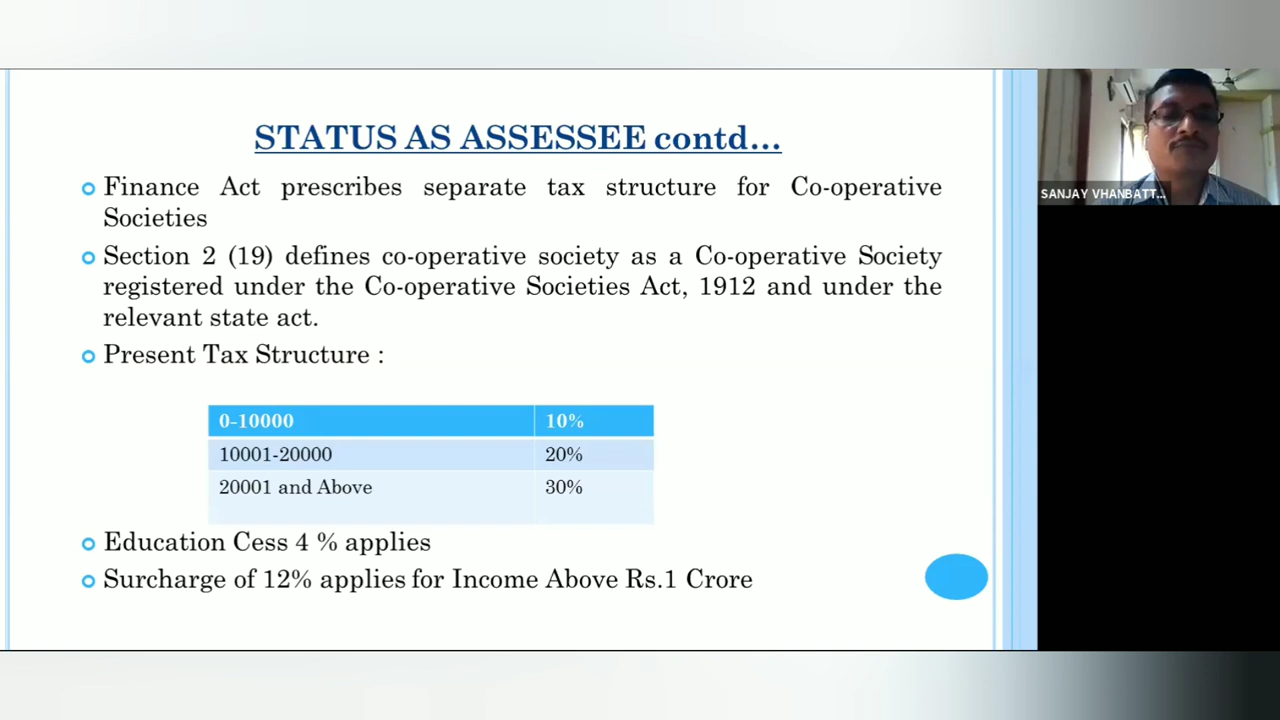 STATUS AS ASSESSEE contd...
Finance Act prescribes separate tax structure for Co-operative
Societies
Section 2 (19) defines co-operative society as a Co-operative Society
registered under the Co-operative Societies Act, 1912 and under the
relevant state act.
Present Tax Structure :
0-10000 10%
10001-20000 20%
20001 and Above 30%
Education Cess 4 % applies
Surcharge of 12% applies for Income Above Rs.1 Crore
SANJAY VHANBATT...